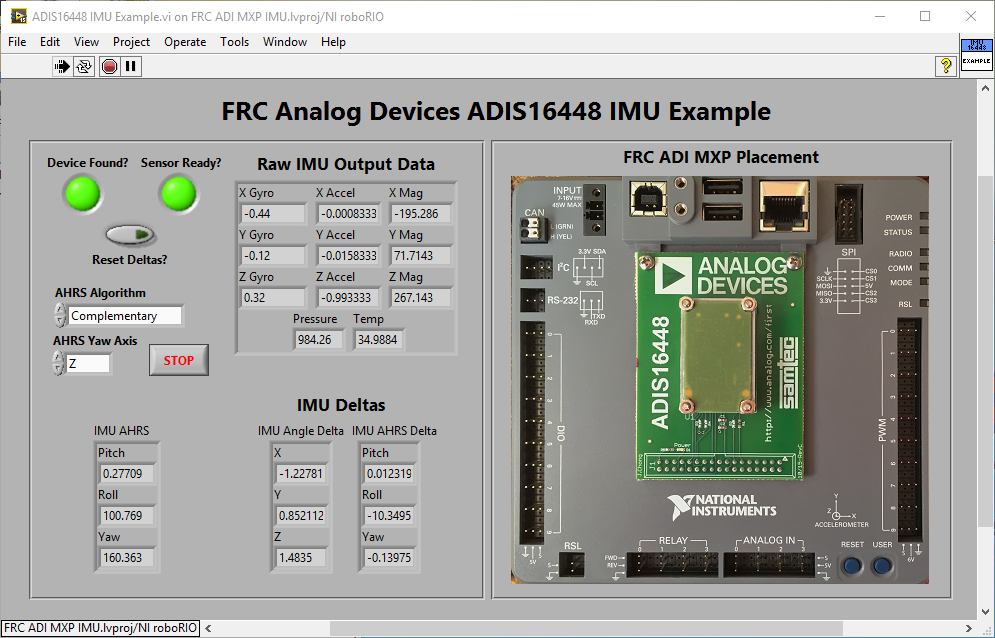 ADIS16448 IMU Example.vi on FRC ADI MXP IMU.lvproj/NI roboRIO
File Edit View Project Operate Tools Window Help
IMU
16448
EXAMPLE
FRC Analog Devices ADIS16448 IMU Example
Device Found? Sensor Ready?
Reset Deltas?
AHRS Algorithm
Complementary
AHRS Yaw Axis
Z
STOP
Raw IMU Output Data
X Gyro X Accel X Mag
-0.44 -0.0008333 -195.286
Y Gyro Y Accel Y Mag
-0.12 -0.0158333 71.7143
Z Gyro Z Accel Z Mag
0.32 -0.993333 267.143
Pressure Temp
984.26 34.9884
IMU Deltas
IMU AHRS IMU Angle Delta IMU AHRS Delta
Pitch X Pitch
0.27709 -1.22781 0.012319
Roll Y Roll
100.769 0.852112 -10.3495
Yaw Z Yaw
160.363 1.4835 -0.13975
FRC ADI MXP Placement
INPUT
7-16V
45W MAX
CAN
L (GRN)
H (YEL)
3.3V SDA
I²C
SCL
RS-232
TXD
RXD
DIO
ANALOG
DEVICES
ADIS16448
http://www.analog.com/first
samtec
Power
J1
J.Chong
10/15-RevC
SPI
SCLK
MOSI
MISO
3.3V
CS0
CS1
5V
CS2
CS3
POWER
STATUS
RADIO
COMM
MODE
RSL
PWM
NATIONAL
INSTRUMENTS
ACCELEROMETER
RSL
RELAY
FWD
REV
0 1 2 3
ANALOG IN
0 1 2 3
S
5V
RESET USER
6V
FRC ADI MXP IMU.lvproj/NI roboRIO